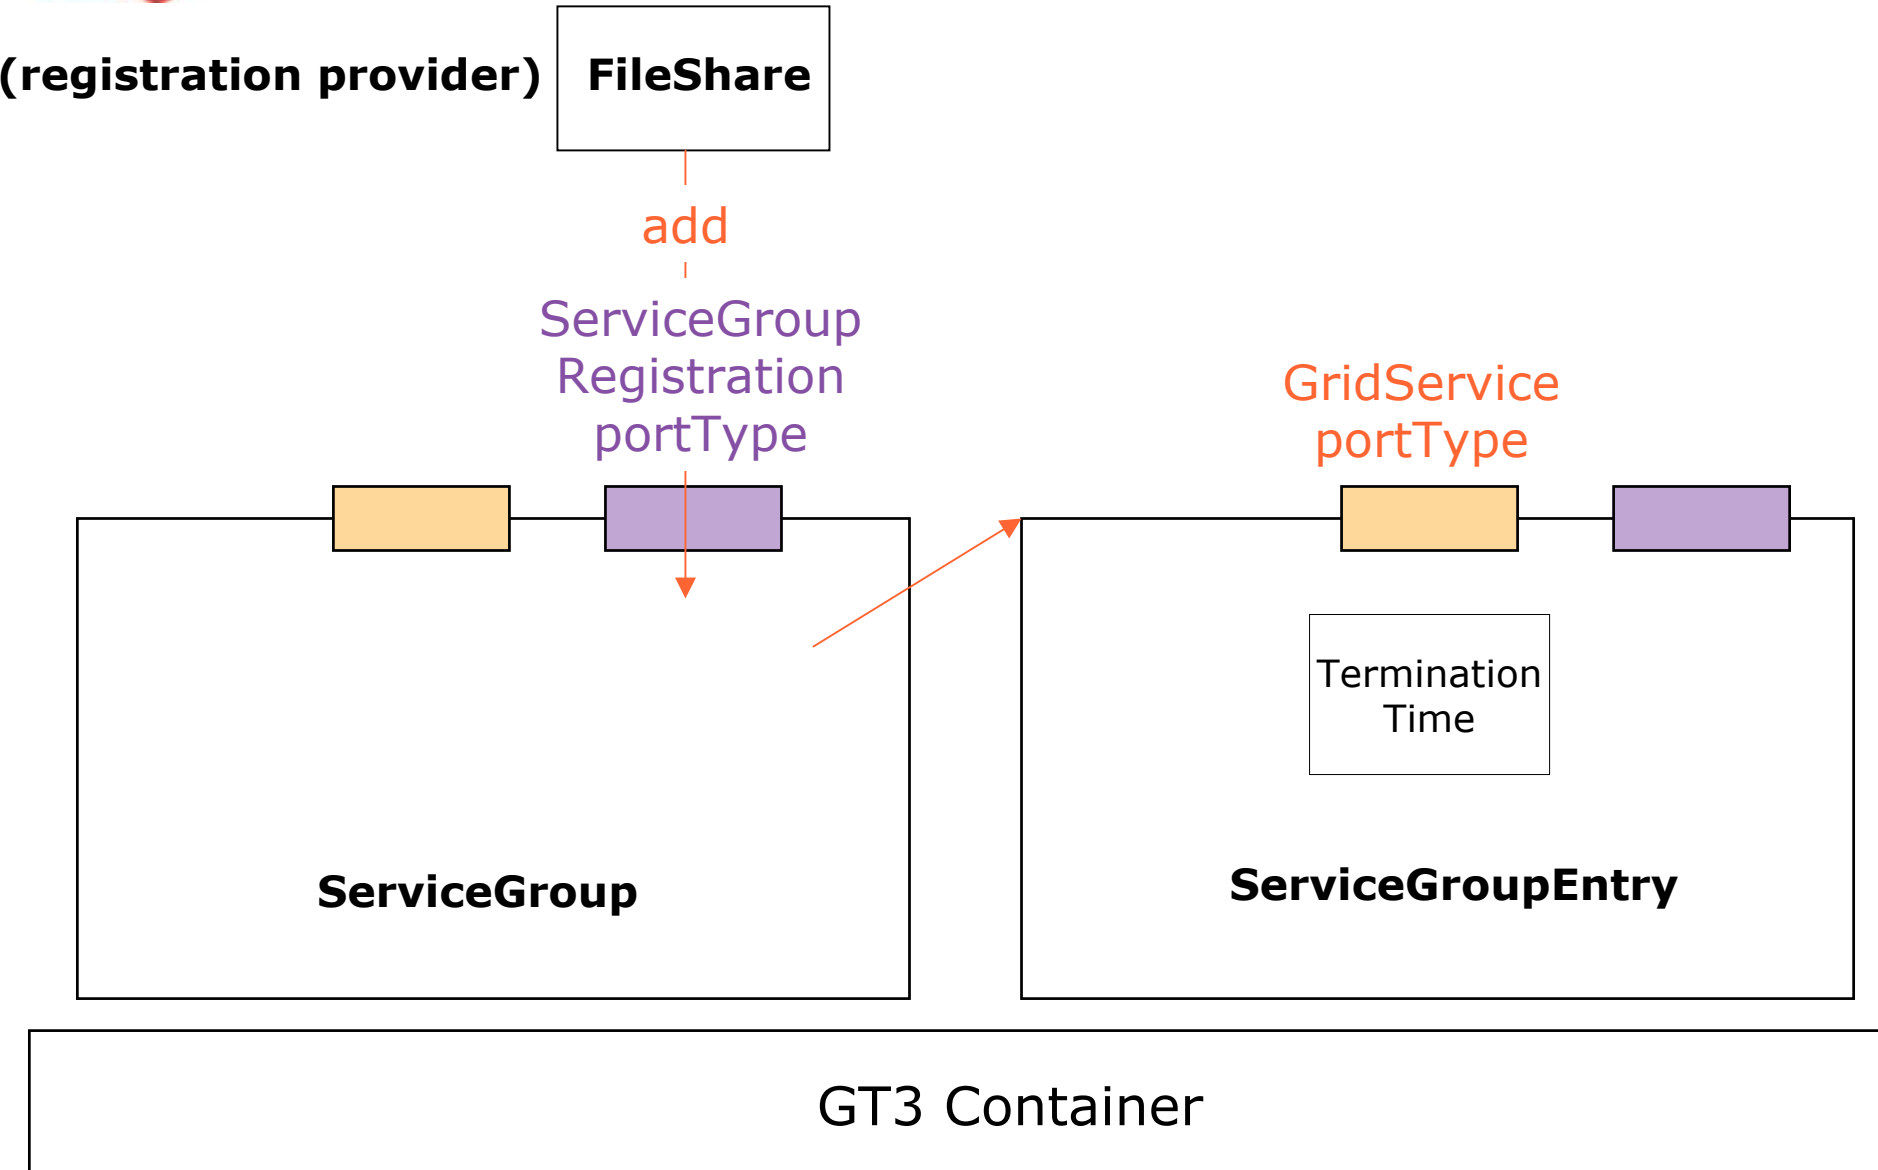 (registration provider)
FileShare
add
ServiceGroup
Registration
portType
GridService
portType
Termination
Time
ServiceGroup
ServiceGroupEntry
GT3 Container